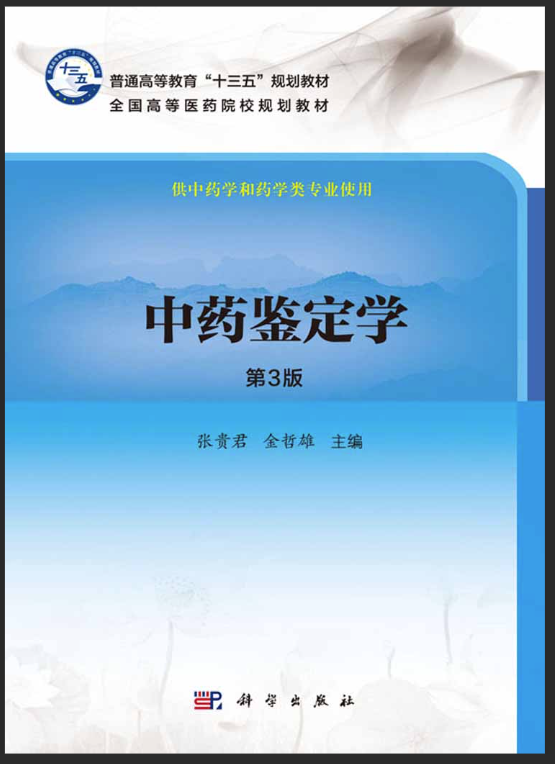 十三五
普通高等教育“十三五”规划教材
全国高等医药院校规划教材
供中药学和药学类专业使用
中药鉴定学
第3版
张贵君 金哲雄 主编
科学出版社